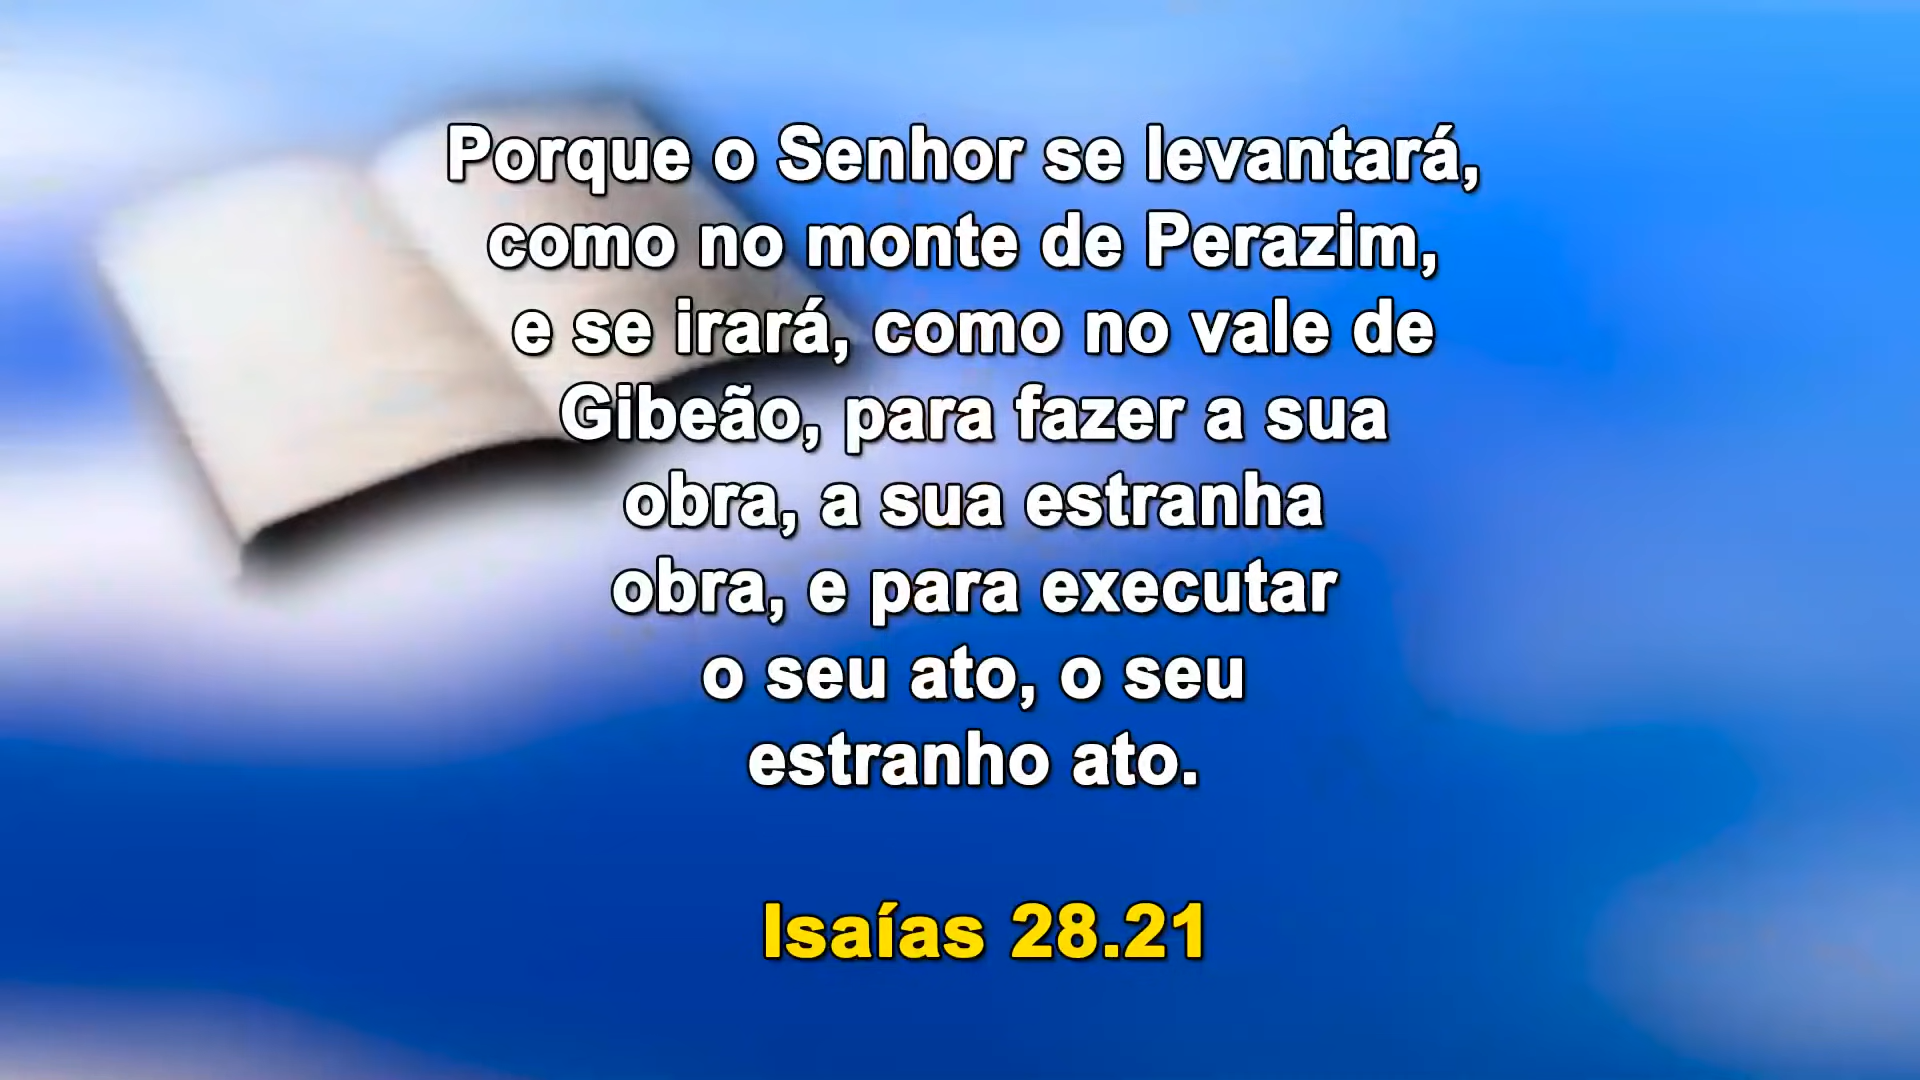 Porque o Senhor se levantará,
como no monte de Perazim,
e se irará, como no vale de
Gibeão, para fazer a sua
obra, a sua estranha
obra, e para executar
o seu ato, o seu
estranho ato.
Isaías 28.21